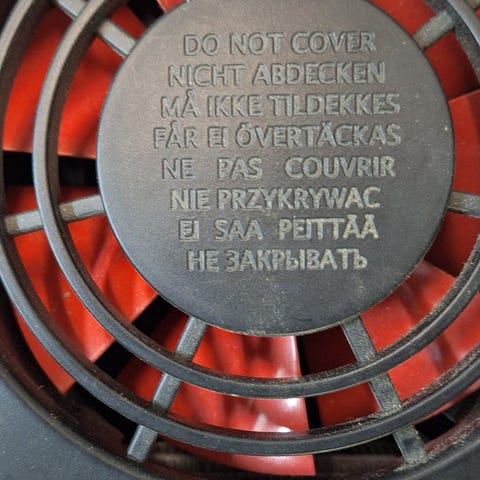 DO NOT COVER
NICHT ABDECKEN
MÅ IKKE TILDEKKES
FÅR EI ÖVERTÄCKAS
NE PAS COUVRIR
NIE PRZYKRYWAC
EI SAA PEITTÄÄ
НЕ ЗАКРЫВАТЬ